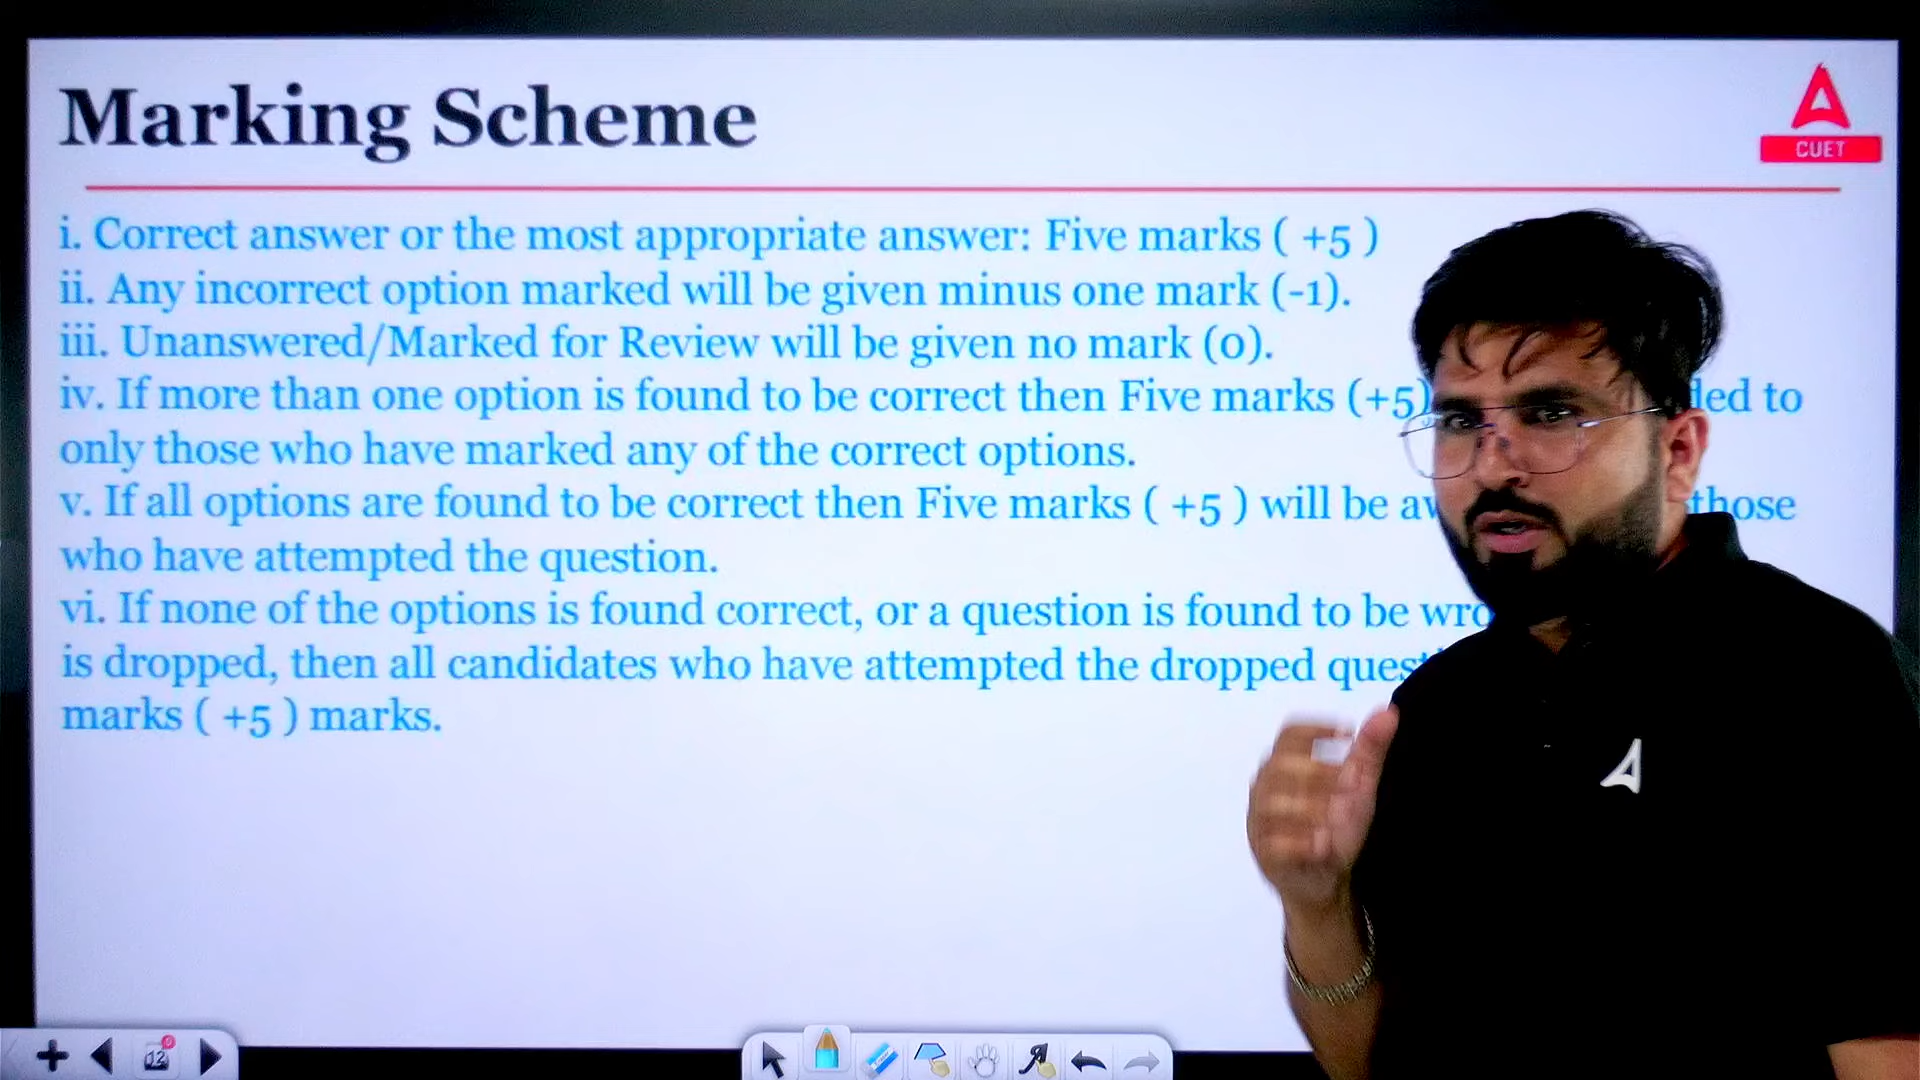 Marking Scheme
CUET
i. Correct answer or the most appropriate answer: Five marks ( +5 )
ii. Any incorrect option marked will be given minus one mark (-1).
iii. Unanswered/Marked for Review will be given no mark (0).
iv. If more than one option is found to be correct then Five marks (+5) to
only those who have marked any of the correct options.
v. If all options are found to be correct then Five marks ( +5 ) will be those
who have attempted the question.
vi. If none of the options is found correct, or a question is found to be
is dropped, then all candidates who have attempted the dropped
marks ( +5 ) marks.
12